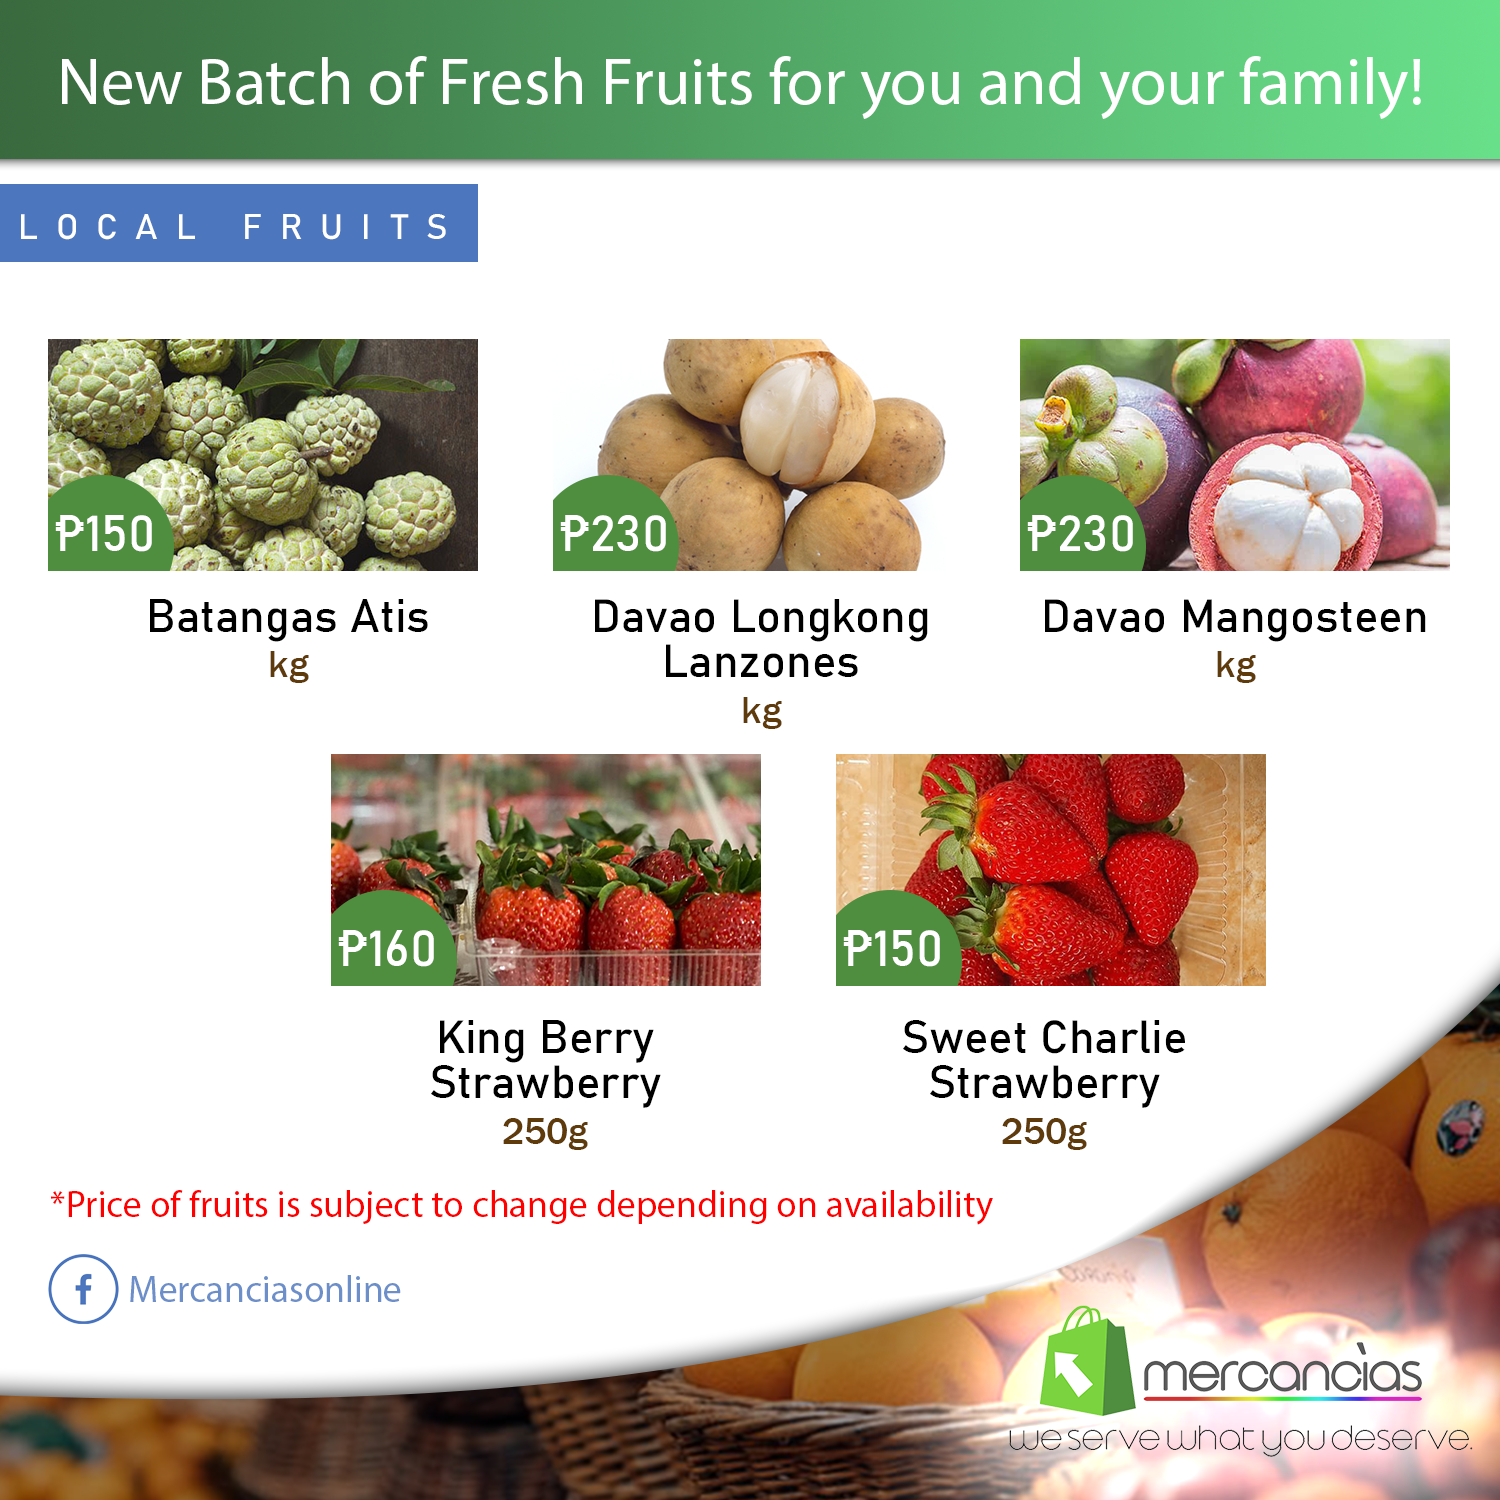 New Batch of Fresh Fruits for you and your family!
LOCAL FRUITS
₱150
₱230
₱230
Batangas Atis
kg
Davao Longkong
Lanzones
kg
Davao Mangosteen
kg
₱160
₱150
King Berry
Strawberry
250g
Sweet Charlie
Strawberry
250g
*Price of fruits is subject to change depending on availability
f Mercanciasonline
mercancìas
we serve what you deserve.